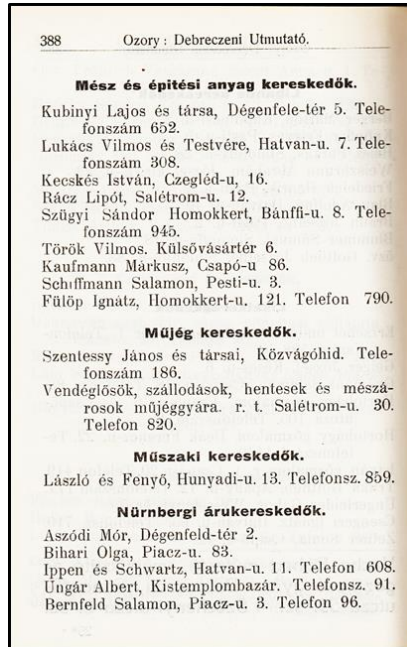 388 Ozory: Debreczeni Utmutató.
Mész és épitési anyag kereskedők.
Kubinyi Lajos és társa, Dégenfele-tér 5. Tele-
fonszám 652.
Lukács Vilmos és Testvére, Hatvan-u. 7. Tele-
fonszám 308.
Kecskés István, Czegléd-u, 16.
Rácz Lipót, Salétrom-u. 12.
Szügyi Sándor Homokkert, Bánffi-u. 8. Tele-
fonszám 945.
Török Vilmos. Külsővásártér 6.
Kaufmann Márkusz, Csapó-u 86.
Schiffmann Salamon, Pesti-u. 3.
Fülöp Ignátz, Homokkert-u. 121. Telefon 790.
Műjég kereskedők.
Szentessy János és társai, Közvágóhid. Tele-
fonszám 186.
Vendéglősök, szállodások, hentesek és mészá-
rosok műjéggyára. r. t. Salétrom-u. 30.
Telefon 820.
Műszaki kereskedők.
László és Fenyő, Hunyadi-u. 13. Telefonsz. 859.
Nürnbergi árukereskedők.
Aszódi Mór, Dégenfeld-tér 2.
Bihari Olga, Piacz-u. 83.
Ippen és Schwartz, Hatvan-u. 11. Telefon 608.
Ungár Albert, Kistemplombazár. Telefonsz. 91.
Bernfeld Salamon, Piacz-u. 3. Telefon 96.